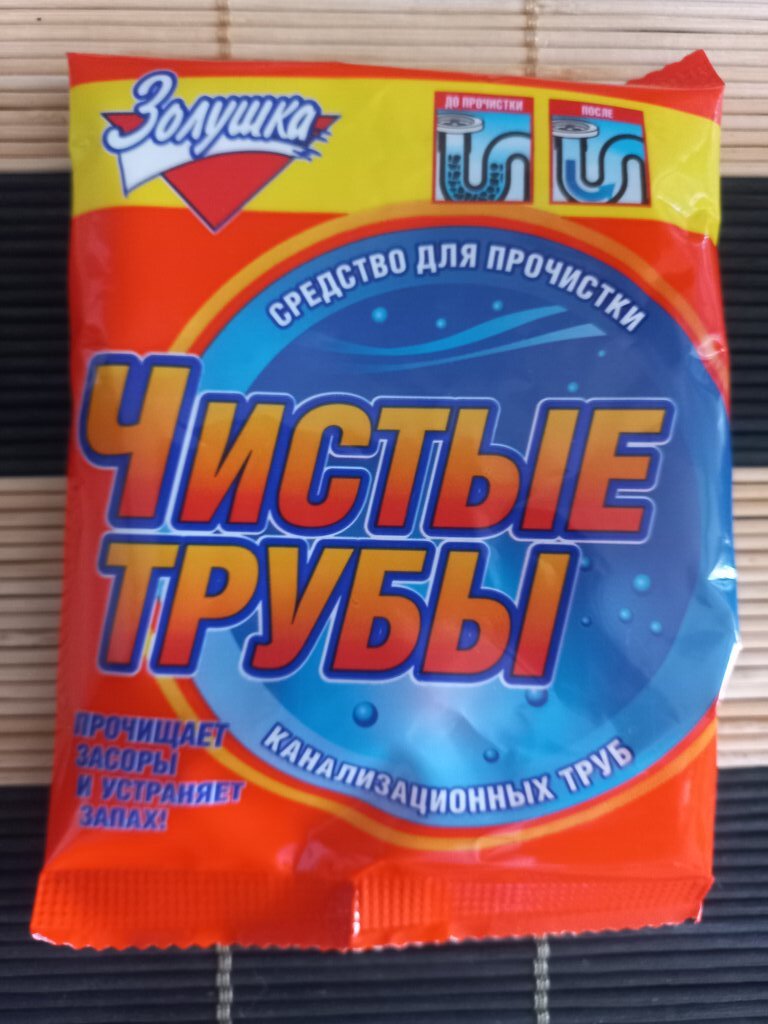 Золушка
ДО ПРОЧИСТКИ
ПОСЛЕ
СРЕДСТВО ДЛЯ ПРОЧИСТКИ
ЧИСТЫЕ
ТРУБЫ
КАНАЛИЗАЦИОННЫХ ТРУБ
ПРОЧИЩАЕТ
ЗАСОРЫ
И УСТРАНЯЕТ
ЗАПАХ!